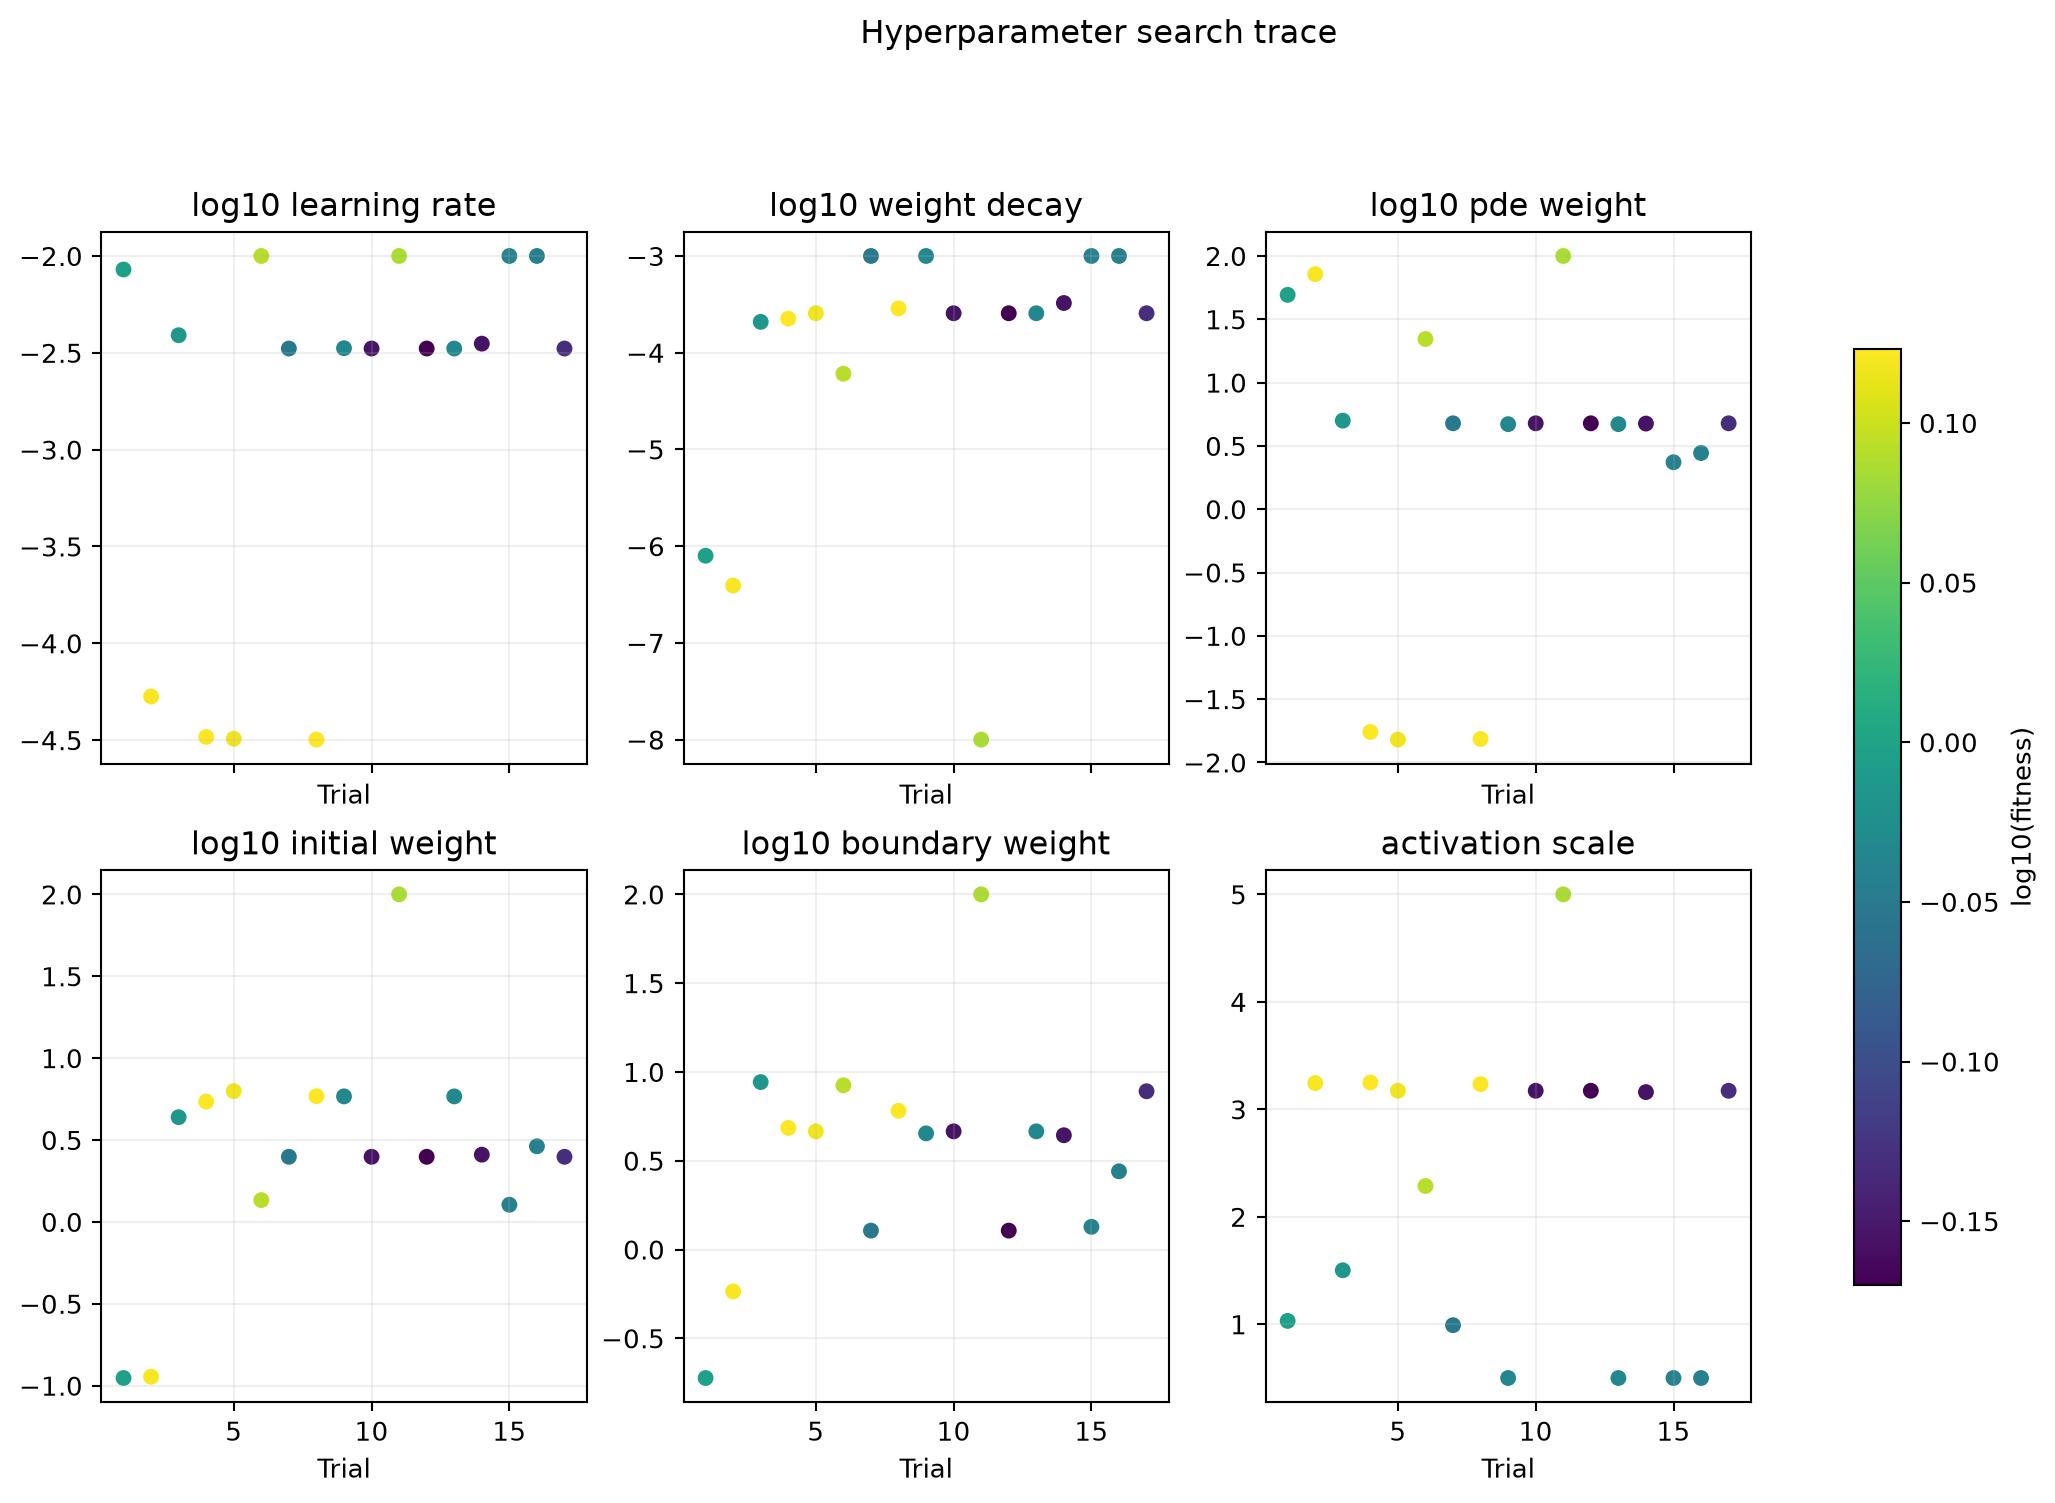 Hyperparameter search trace
log10 learning rate
−2.0
−2.5
−3.0
−3.5
−4.0
−4.5
Trial
log10 weight decay
−3
−4
−5
−6
−7
−8
Trial
log10 pde weight
2.0
1.5
1.0
0.5
0.0
−0.5
−1.0
−1.5
−2.0
Trial
log10 initial weight
2.0
1.5
1.0
0.5
0.0
−0.5
−1.0
5 10 15
Trial
log10 boundary weight
2.0
1.5
1.0
0.5
0.0
−0.5
5 10 15
Trial
activation scale
5
4
3
2
1
5 10 15
Trial
0.10
0.05
0.00
−0.05
−0.10
−0.15
log10(fitness)